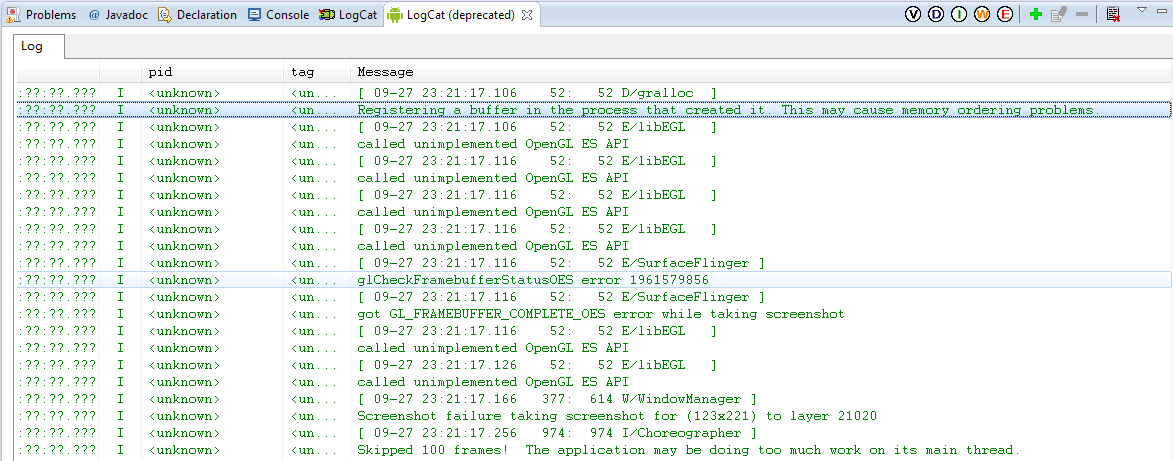 Problems @ Javadoc Declaration Console LogCat LogCat (deprecated) V D I W E
Log
pid tag Message
:??:??.??? I <unknown> <un... [ 09-27 23:21:17.106 52: 52 D/gralloc ]
:??:??.??? I <unknown> <un... Registering a buffer in the process that created it. This may cause memory ordering problems.
:??:??.??? I <unknown> <un... [ 09-27 23:21:17.106 52: 52 E/libEGL ]
:??:??.??? I <unknown> <un... called unimplemented OpenGL ES API
:??:??.??? I <unknown> <un... [ 09-27 23:21:17.116 52: 52 E/libEGL ]
:??:??.??? I <unknown> <un... called unimplemented OpenGL ES API
:??:??.??? I <unknown> <un... [ 09-27 23:21:17.116 52: 52 E/libEGL ]
:??:??.??? I <unknown> <un... called unimplemented OpenGL ES API
:??:??.??? I <unknown> <un... [ 09-27 23:21:17.116 52: 52 E/libEGL ]
:??:??.??? I <unknown> <un... called unimplemented OpenGL ES API
:??:??.??? I <unknown> <un... [ 09-27 23:21:17.116 52: 52 E/SurfaceFlinger ]
:??:??.??? I <unknown> <un... glCheckFramebufferStatusOES error 1961579856
:??:??.??? I <unknown> <un... [ 09-27 23:21:17.116 52: 52 E/SurfaceFlinger ]
:??:??.??? I <unknown> <un... got GL_FRAMEBUFFER_COMPLETE_OES error while taking screenshot
:??:??.??? I <unknown> <un... [ 09-27 23:21:17.116 52: 52 E/libEGL ]
:??:??.??? I <unknown> <un... called unimplemented OpenGL ES API
:??:??.??? I <unknown> <un... [ 09-27 23:21:17.126 52: 52 E/libEGL ]
:??:??.??? I <unknown> <un... called unimplemented OpenGL ES API
:??:??.??? I <unknown> <un... [ 09-27 23:21:17.166 377: 614 W/WindowManager ]
:??:??.??? I <unknown> <un... Screenshot failure taking screenshot for (123x221) to layer 21020
:??:??.??? I <unknown> <un... [ 09-27 23:21:17.256 974: 974 I/Choreographer ]
:??:??.??? I <unknown> <un... Skipped 100 frames! The application may be doing too much work on its main thread.